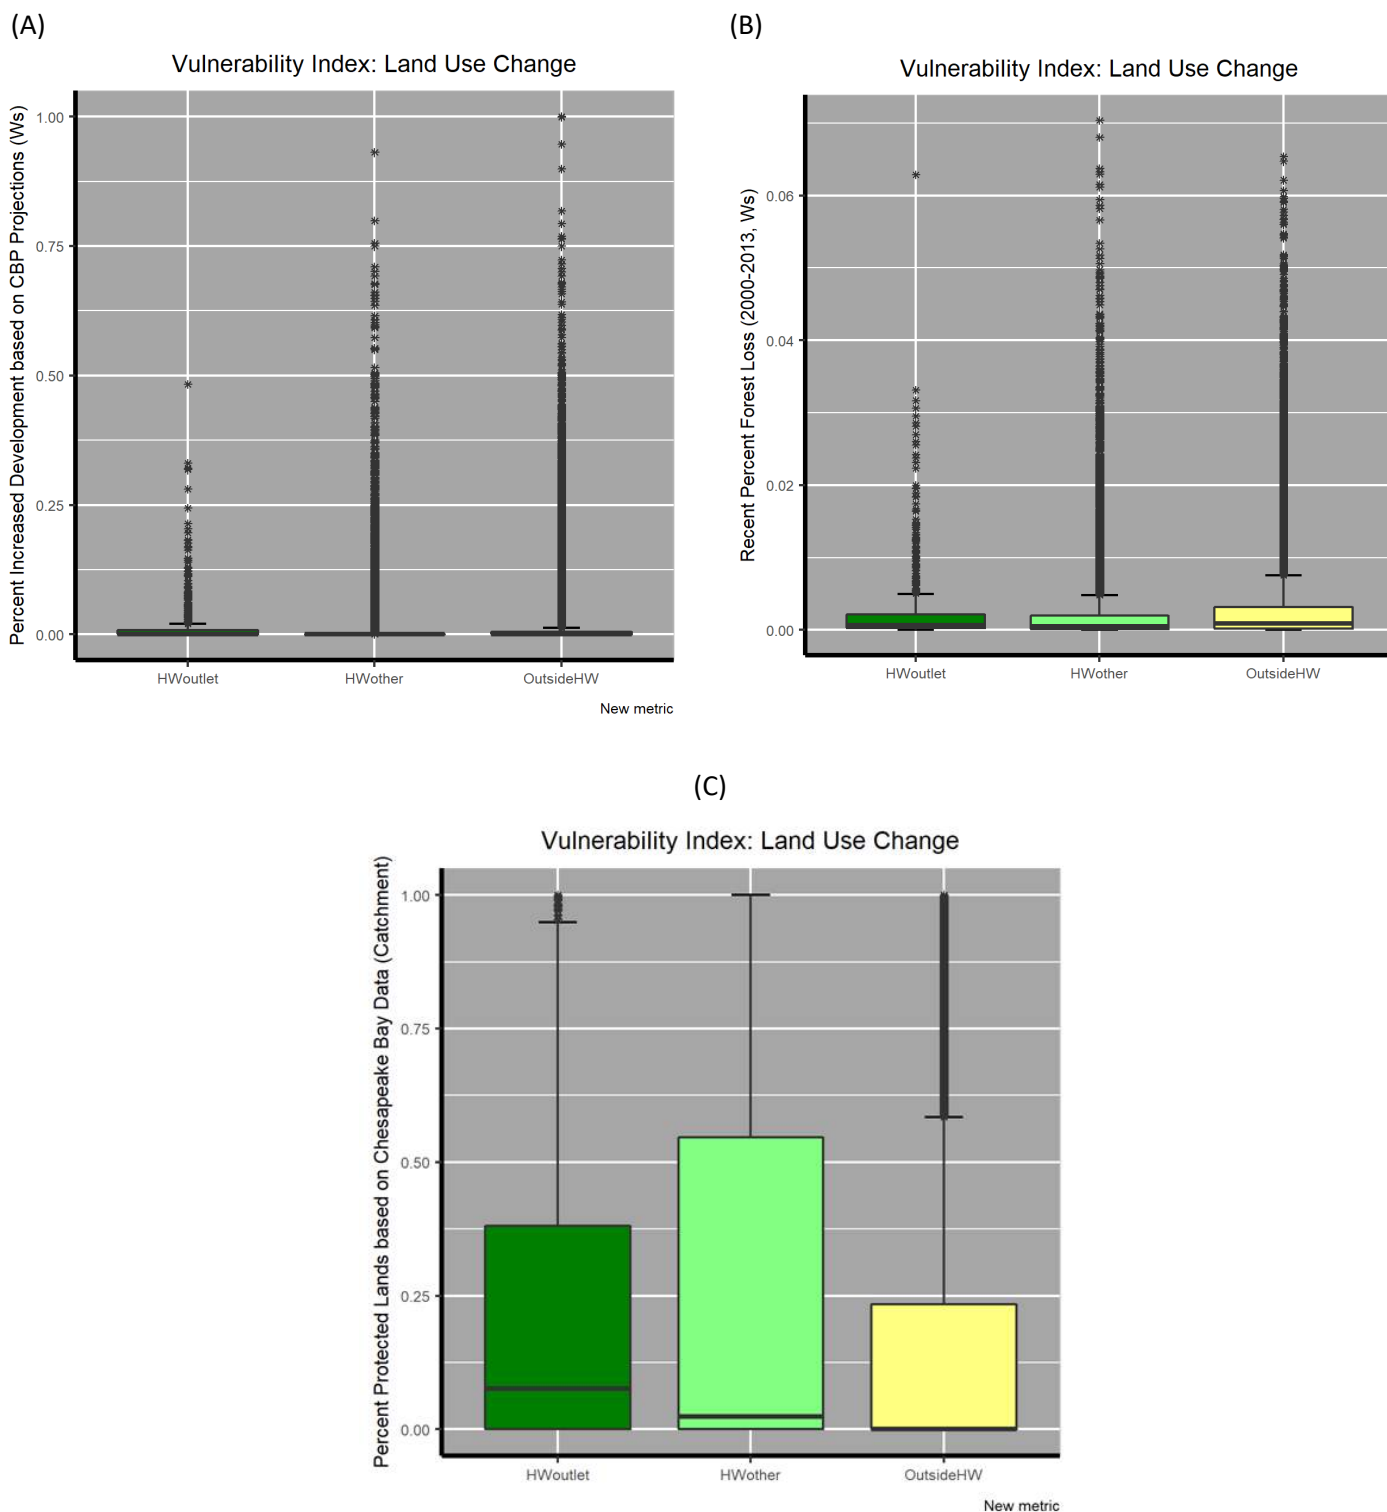 (A)
Vulnerability Index: Land Use Change
Percent Increased Development based on CBP Projections (Ws)
1.00
0.75
0.50
0.25
0.00
HWoutlet HWother OutsideHW
New metric
(B)
Vulnerability Index: Land Use Change
Recent Percent Forest Loss (2000-2013, Ws)
0.06
0.04
0.02
0.00
HWoutlet HWother OutsideHW
(C)
Vulnerability Index: Land Use Change
Percent Protected Lands based on Chesapeake Bay Data (Catchment)
1.00
0.75
0.50
0.25
0.00
HWoutlet HWother OutsideHW
New metric